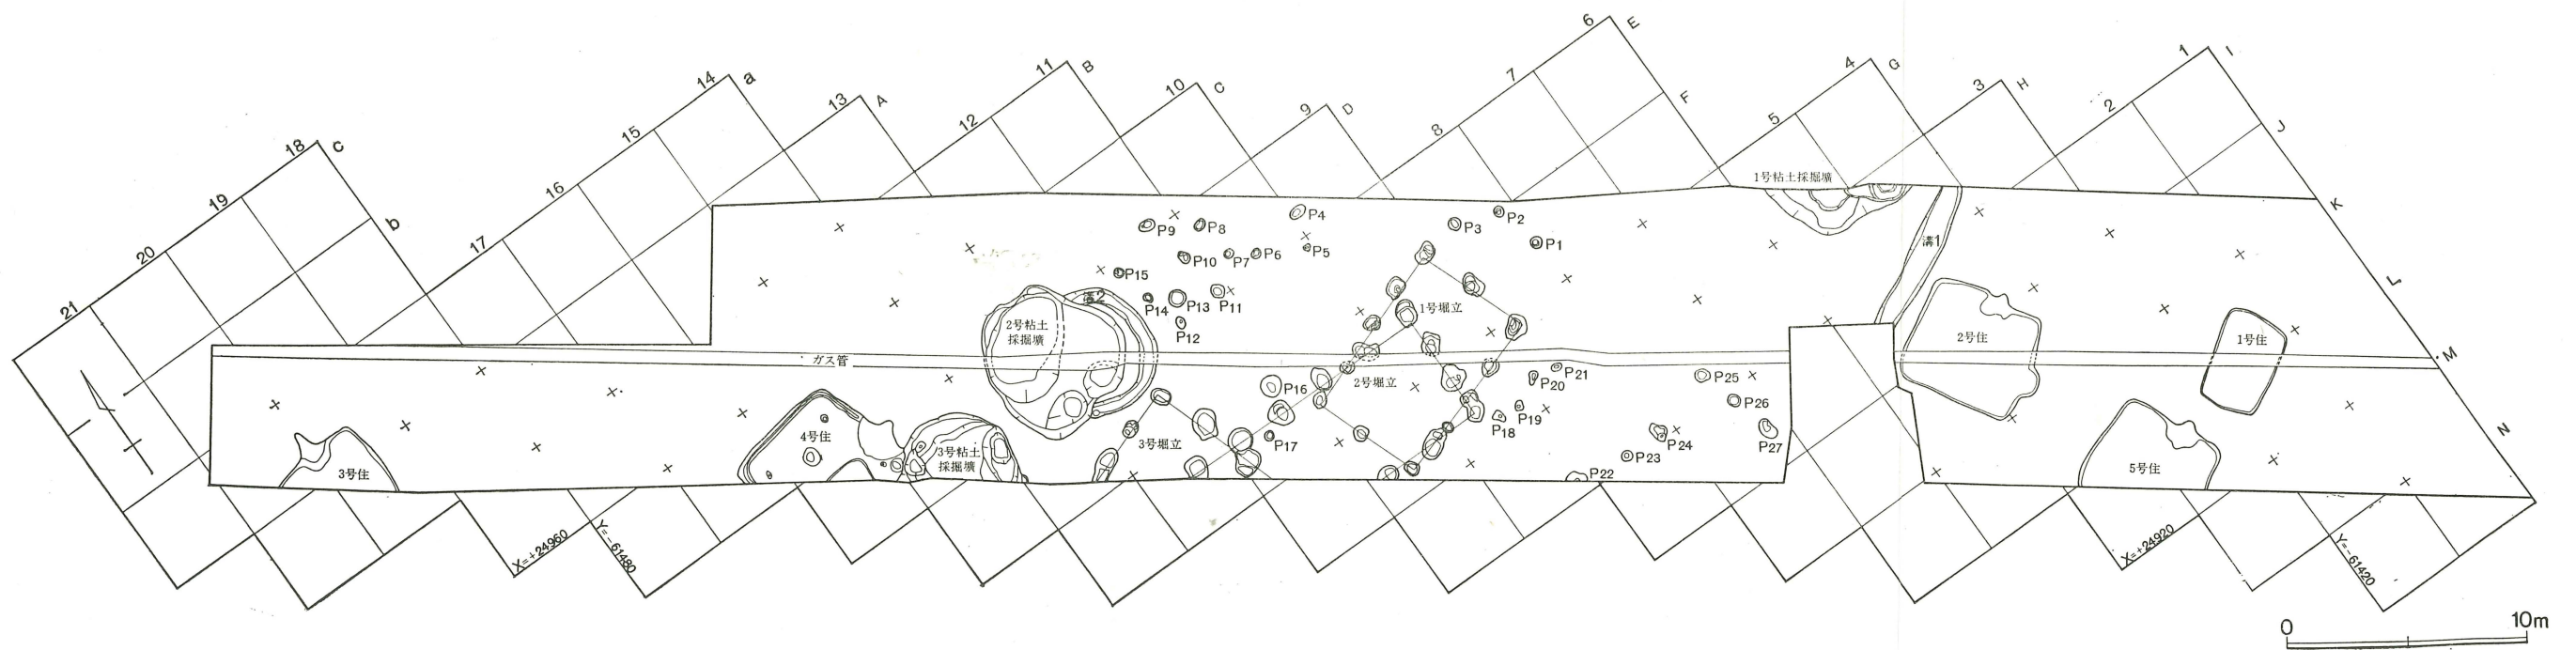 6
E
1
I
11
B
4
G
14
a
7
10
C
3
H
13
A
9
D
F
2
12
8
5
J
15
18
c
1号粘土採掘壙
16
19
K
P4
P2
P9
P8
P3
b
17
P1
溝1
20
P10
P7
P6
P5
P15
L
溝2
P14
P13
P11
1号堀立
21
2号粘土
採掘壙
P12
2号住
1号住
ガス管
M
P21
P16
2号堀立
P20
P25
P26
P19
P18
4号住
3号堀立
P17
P24
P27
N
3号粘土
採掘壙
P23
3号住
5号住
P22
X=+24960
Y=-61480
X=+24920
Y=-61420
0
10m